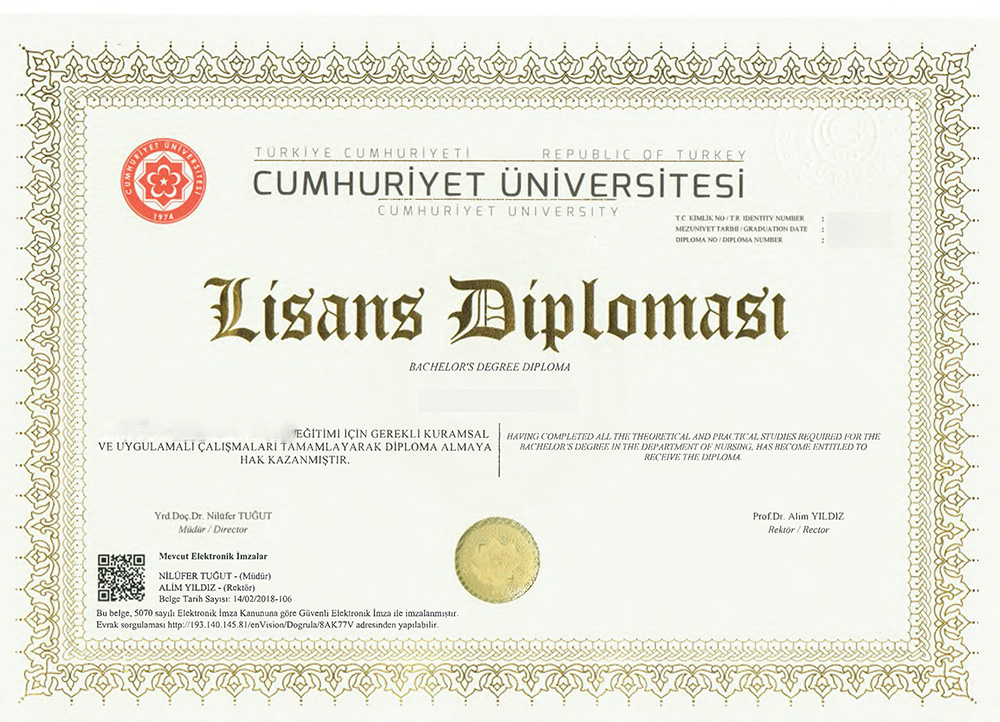 CUMHURİYET ÜNİVERSİTESİ
1974
TÜRKİYE CUMHURİYETİ REPUBLIC OF TURKEY
CUMHURİYET ÜNİVERSİTESİ
CUMHURİYET UNIVERSITY
T.C. KİMLİK NO / T.R. IDENTITY NUMBER :
MEZUNİYET TARİHİ / GRADUATION DATE :
DIPLOMA NO / DIPLOMA NUMBER :
Lisans Diploması
BACHELOR'S DEGREE DIPLOMA
EĞİTİMİ İÇİN GEREKLİ KURAMSAL
VE UYGULAMALI ÇALIŞMALARI TAMAMLAYARAK DİPLOMA ALMAYA
HAK KAZANMIŞTIR.
HAVING COMPLETED ALL THE THEORETICAL AND PRACTICAL STUDIES REQUIRED FOR THE
BACHELOR'S DEGREE IN THE DEPARTMENT OF NURSING, HAS BECOME ENTITLED TO
RECEIVE THE DIPLOMA.
Yrd.Doç.Dr. Nilüfer TUĞUT
Müdür / Director
Prof.Dr. Alim YILDIZ
Rektör / Rector
Mevcut Elektronik İmzalar
NİLÜFER TUĞUT - (Müdür)
ALİM YILDIZ - (Rektör)
Belge Tarih Sayısı: 14/02/2018-106
Bu belge, 5070 sayılı Elektronik İmza Kanununa göre Güvenli Elektronik İmza ile imzalanmıştır.
Evrak sorgulaması http://193.140.145.81/enVision/Dogrula/8AK77V adresinden yapılabilir.